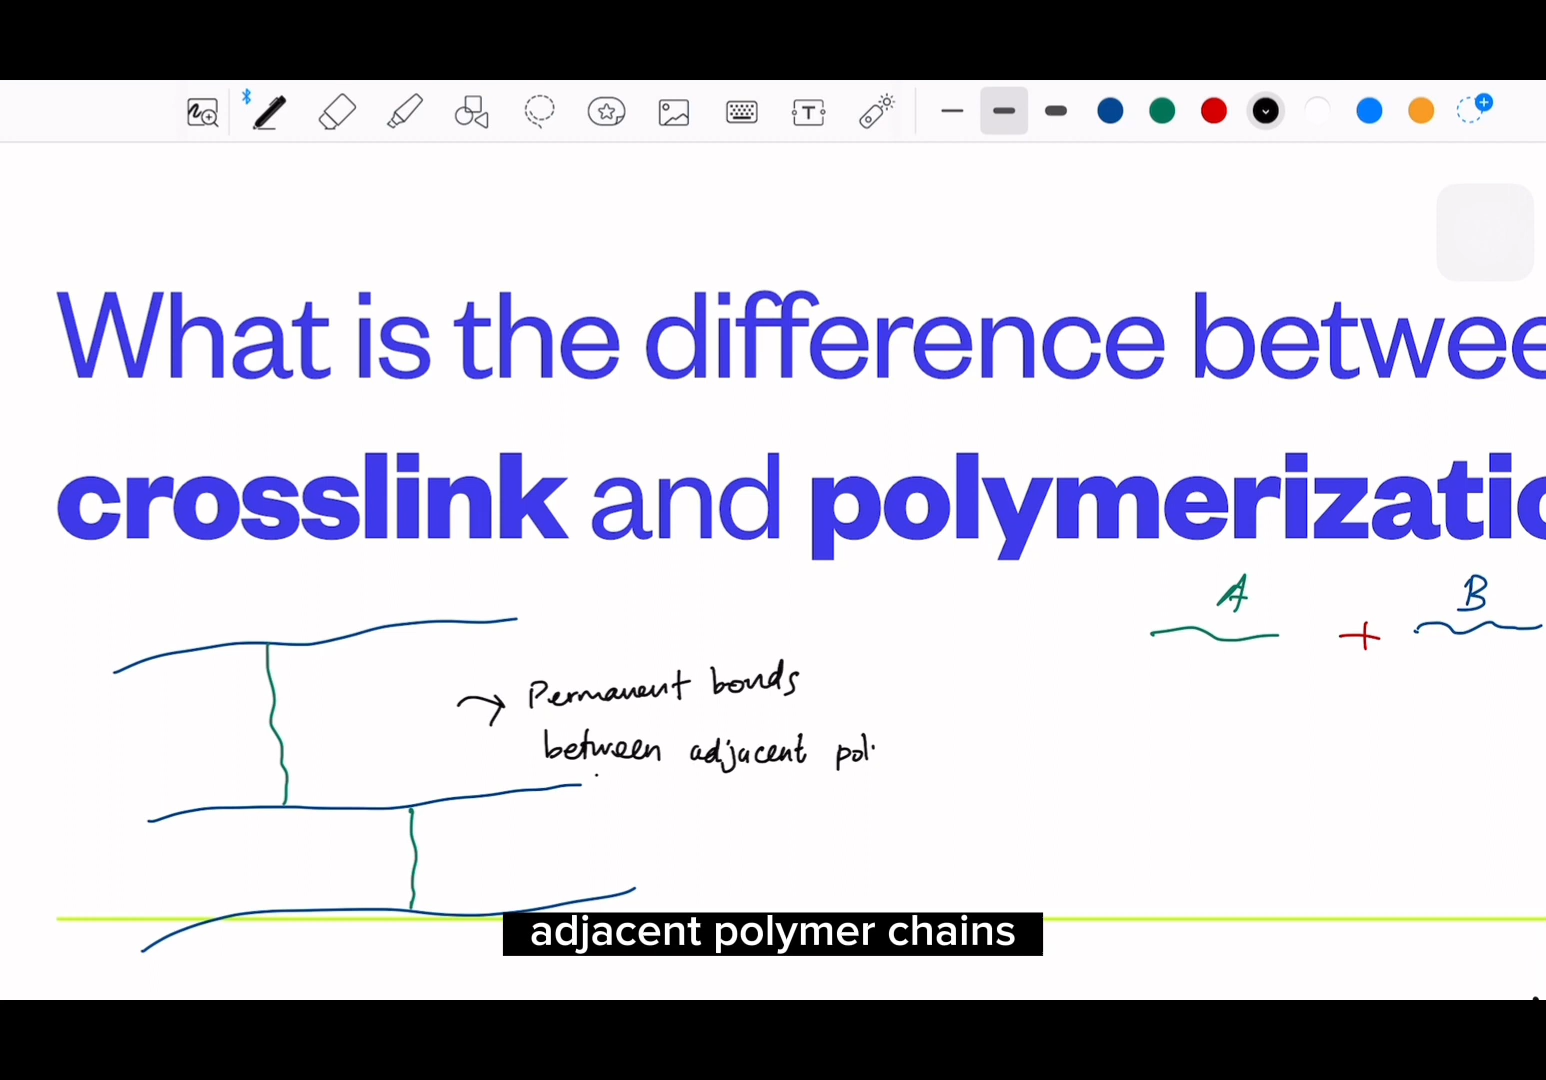 What is the difference betwee
crosslink and polymerizatio
A + B
Permanent bonds
between adjacent pol
adjacent polymer chains